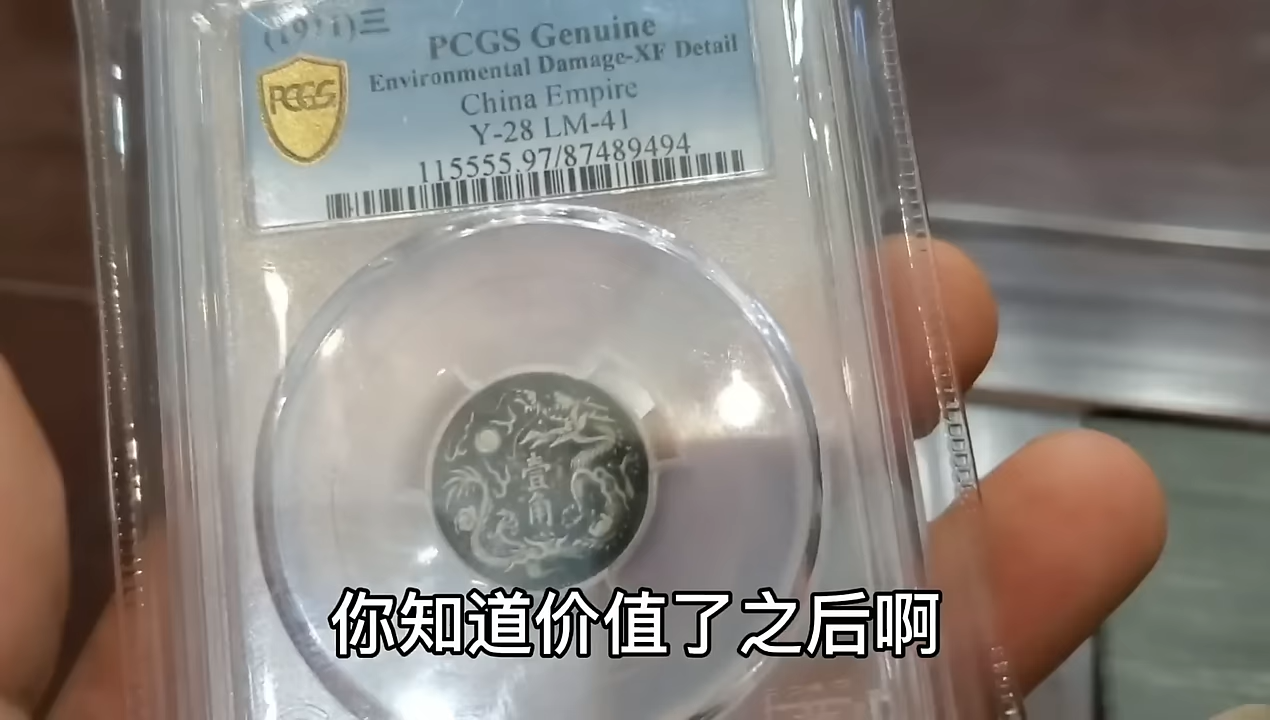 (1911)三
PCGS Genuine
Environmental Damage-XF Detail
China Empire
Y-28 LM-41
115555.97/87489494
PCGS
壹角
你知道价值了之后啊